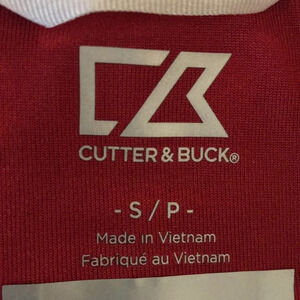 CUTTER & BUCK®
- S / P -
Made in Vietnam
Fabriqué au Vietnam